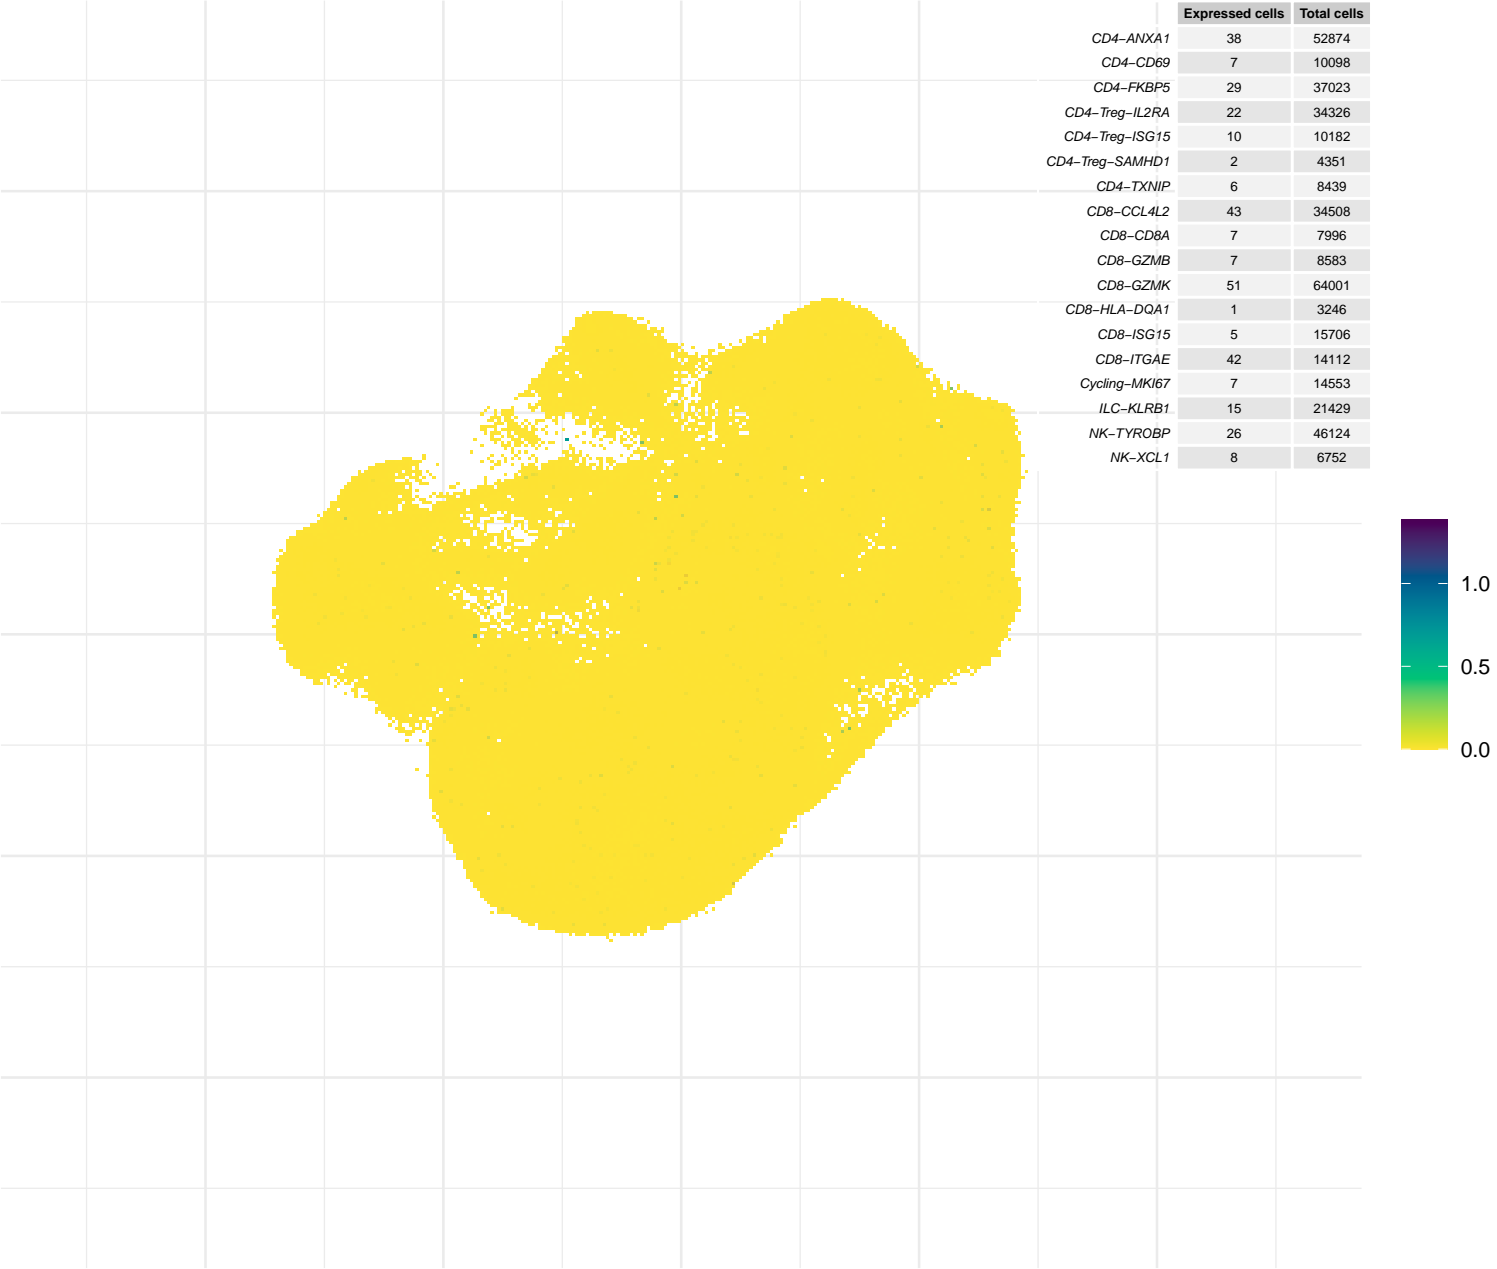 Expressed cells Total cells
CD4−ANXA1 38 52874
CD4−CD69 7 10098
CD4−FKBP5 29 37023
CD4−Treg−IL2RA 22 34326
CD4−Treg−ISG15 10 10182
CD4−Treg−SAMHD1 2 4351
CD4−TXNIP 6 8439
CD8−CCL4L2 43 34508
CD8−CD8A 7 7996
CD8−GZMB 7 8583
CD8−GZMK 51 64001
CD8−HLA−DQA1 1 3246
CD8−ISG15 5 15706
CD8−ITGAE 42 14112
Cycling−MKI67 7 14553
ILC−KLRB1 15 21429
NK−TYROBP 26 46124
NK−XCL1 8 6752
1.0
0.5
0.0